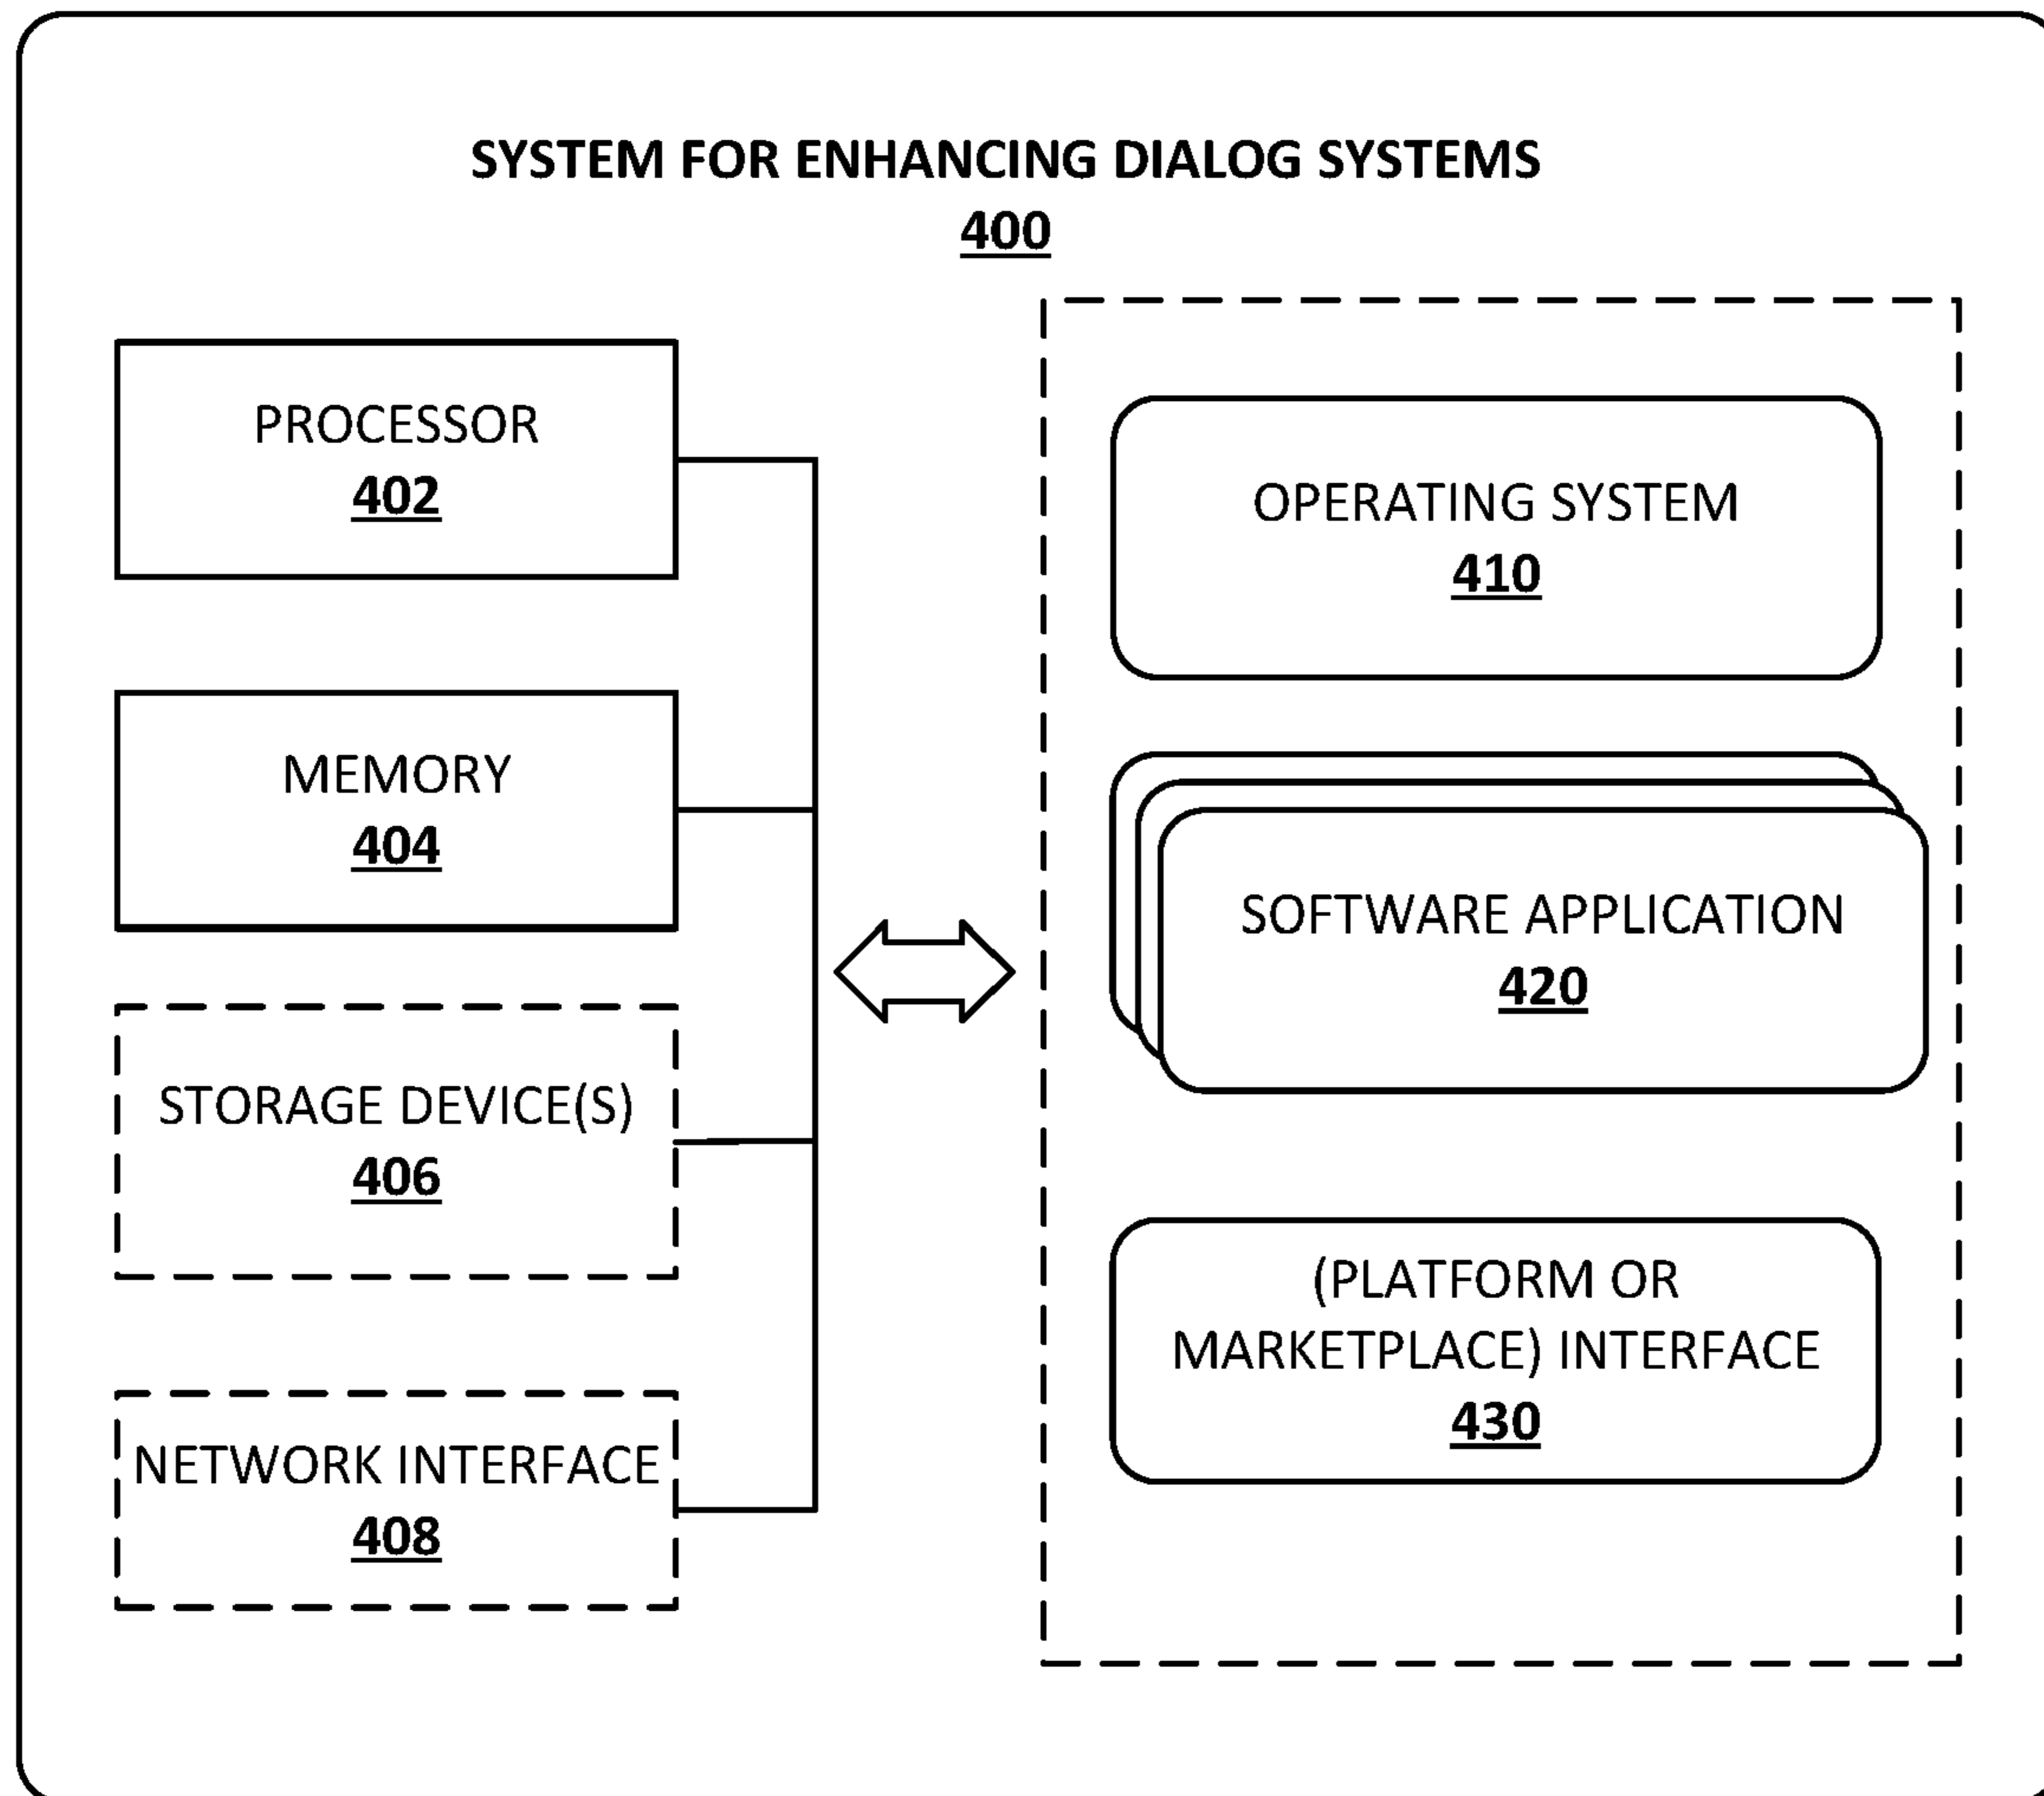 SYSTEM FOR ENHANCING DIALOG SYSTEMS
400
PROCESSOR
402
MEMORY
404
STORAGE DEVICE(S)
406
NETWORK INTERFACE
408
OPERATING SYSTEM
410
SOFTWARE APPLICATION
420
(PLATFORM OR
MARKETPLACE) INTERFACE
430